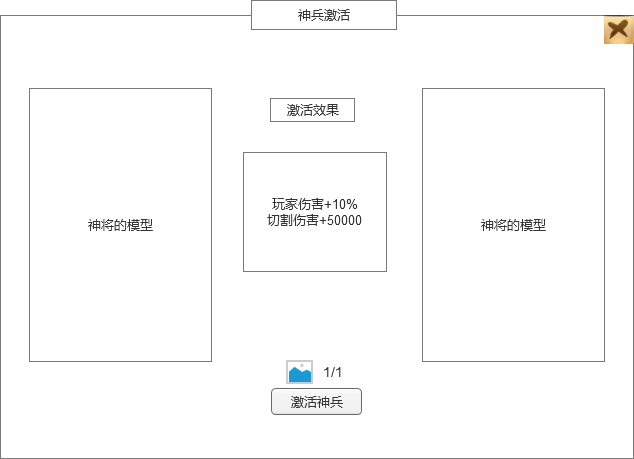 神兵激活
激活效果
神将的模型
玩家伤害+10%
切割伤害+50000
神将的模型
1/1
激活神兵